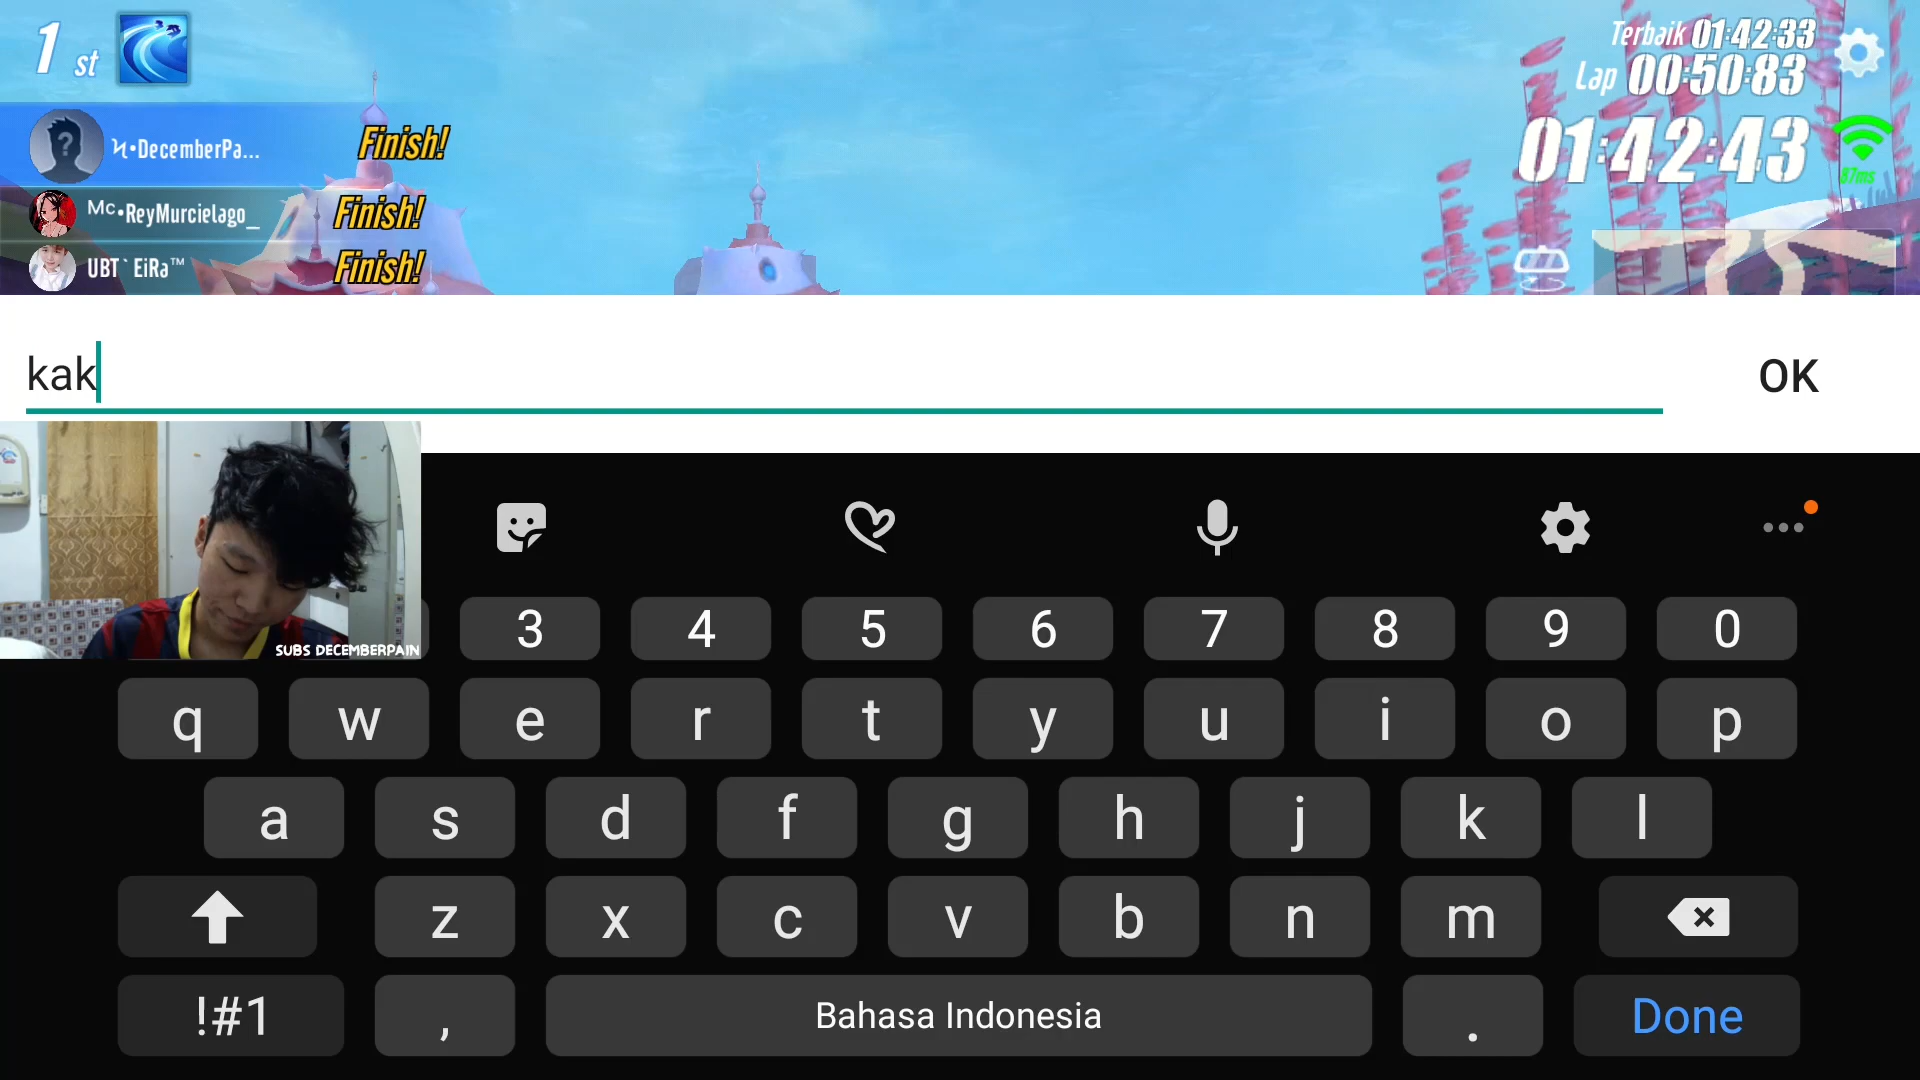 1 st
Terbaik 01:42:33
Lap 00:50:83
01:42:43
87ms
Ϟ•DecemberPa... Finish!
Mc•ReyMurcielago_ Finish!
UBT`EiRa™ Finish!
kak
OK
SUBS DECEMBERPAIN
3 4 5 6 7 8 9 0
q w e r t y u i o p
a s d f g h j k l
z x c v b n m
!#1 , Bahasa Indonesia . Done